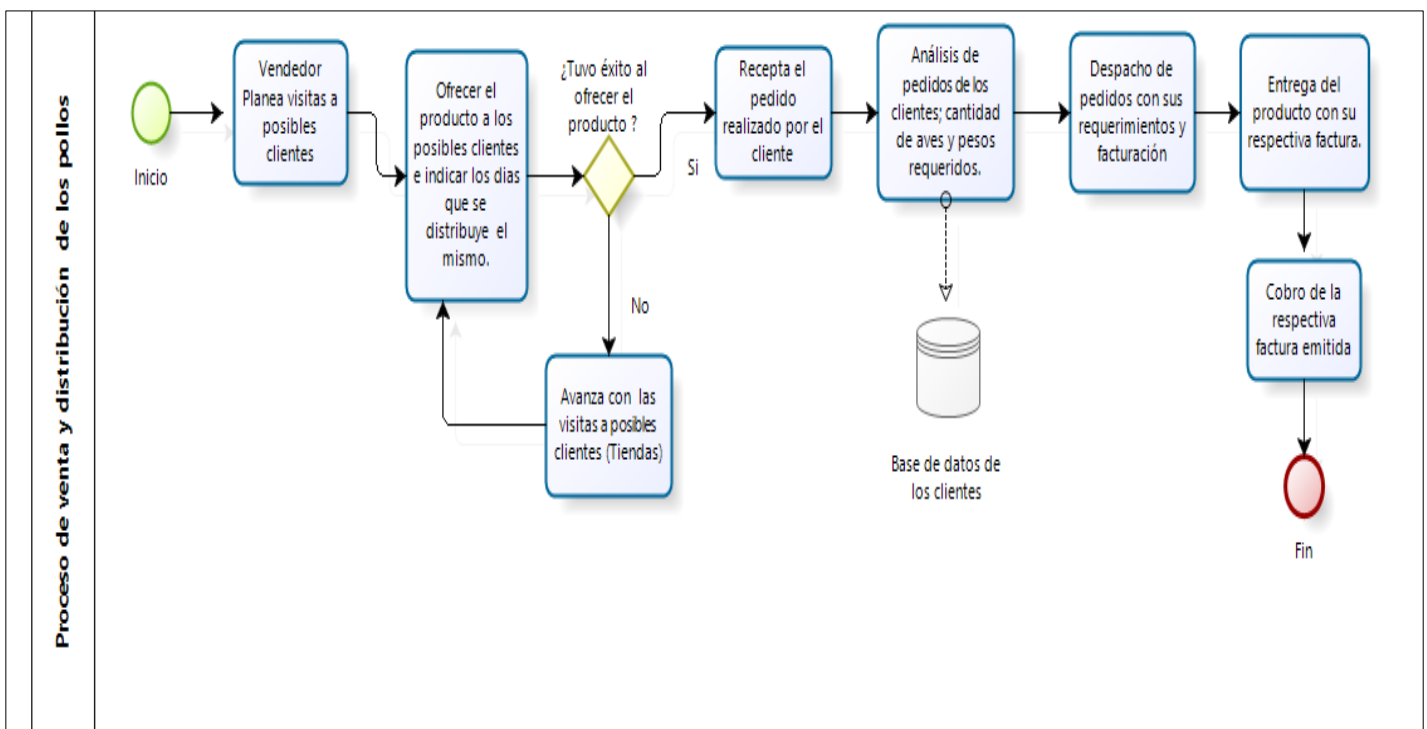 Proceso de venta y distribución de los pollos
Inicio
Vendedor
Planea visitas a
posibles
clientes
Ofrecer el
producto a los
posibles clientes
e indicar los dias
que se
distribuye el
mismo.
¿Tuvo éxito al
ofrecer el
producto ?
Si
No
Avanza con las
visitas a posibles
clientes (Tiendas)
Recepta el
pedido
realizado por el
cliente
Análisis de
pedidos de los
clientes; cantidad
de aves y pesos
requeridos.
Base de datos de
los clientes
Despacho de
pedidos con sus
requerimientos y
facturación
Entrega del
producto con su
respectiva factura.
Cobro de la
respectiva
factura emitida
Fin